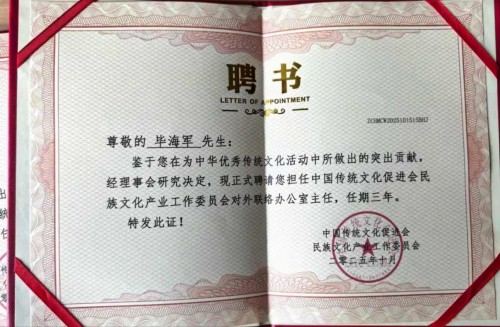 聘书
LETTER OF APPOINTMENT
ZCHMCW20251015BHJ
尊敬的 毕海军 先生:
鉴于您在为中华优秀传统文化活动中所做出的突出贡献,
经理事会研究决定,现正式聘请您担任中国传统文化促进会民
族文化产业工作委员会对外联络办公室主任,任期三年。
特发此证!
中国传统文化促进会
民族文化产业工作委员会
二〇二五年十月